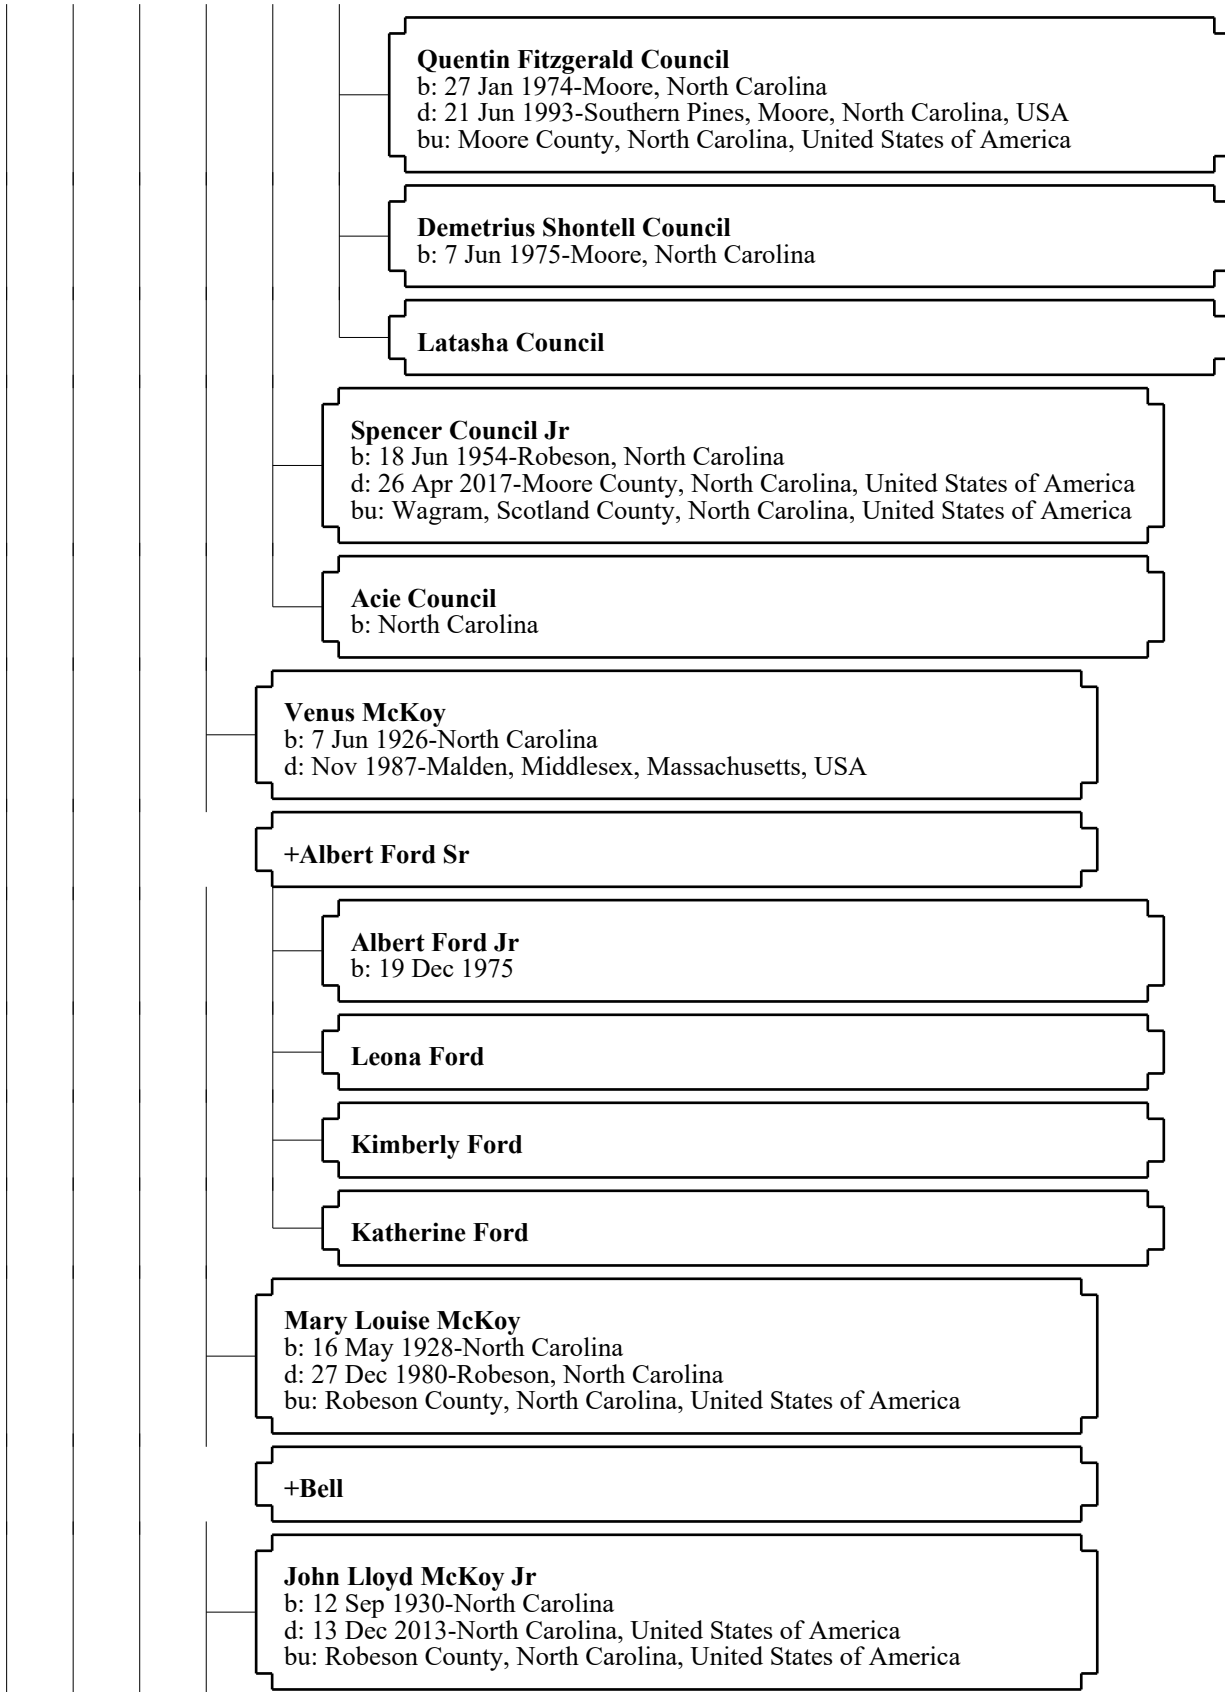 Quentin Fitzgerald Council
b: 27 Jan 1974-Moore, North Carolina
d: 21 Jun 1993-Southern Pines, Moore, North Carolina, USA
bu: Moore County, North Carolina, United States of America
Demetrius Shontell Council
b: 7 Jun 1975-Moore, North Carolina
Latasha Council
Spencer Council Jr
b: 18 Jun 1954-Robeson, North Carolina
d: 26 Apr 2017-Moore County, North Carolina, United States of America
bu: Wagram, Scotland County, North Carolina, United States of America
Acie Council
b: North Carolina
Venus McKoy
b: 7 Jun 1926-North Carolina
d: Nov 1987-Malden, Middlesex, Massachusetts, USA
+Albert Ford Sr
Albert Ford Jr
b: 19 Dec 1975
Leona Ford
Kimberly Ford
Katherine Ford
Mary Louise McKoy
b: 16 May 1928-North Carolina
d: 27 Dec 1980-Robeson, North Carolina
bu: Robeson County, North Carolina, United States of America
+Bell
John Lloyd McKoy Jr
b: 12 Sep 1930-North Carolina
d: 13 Dec 2013-North Carolina, United States of America
bu: Robeson County, North Carolina, United States of America